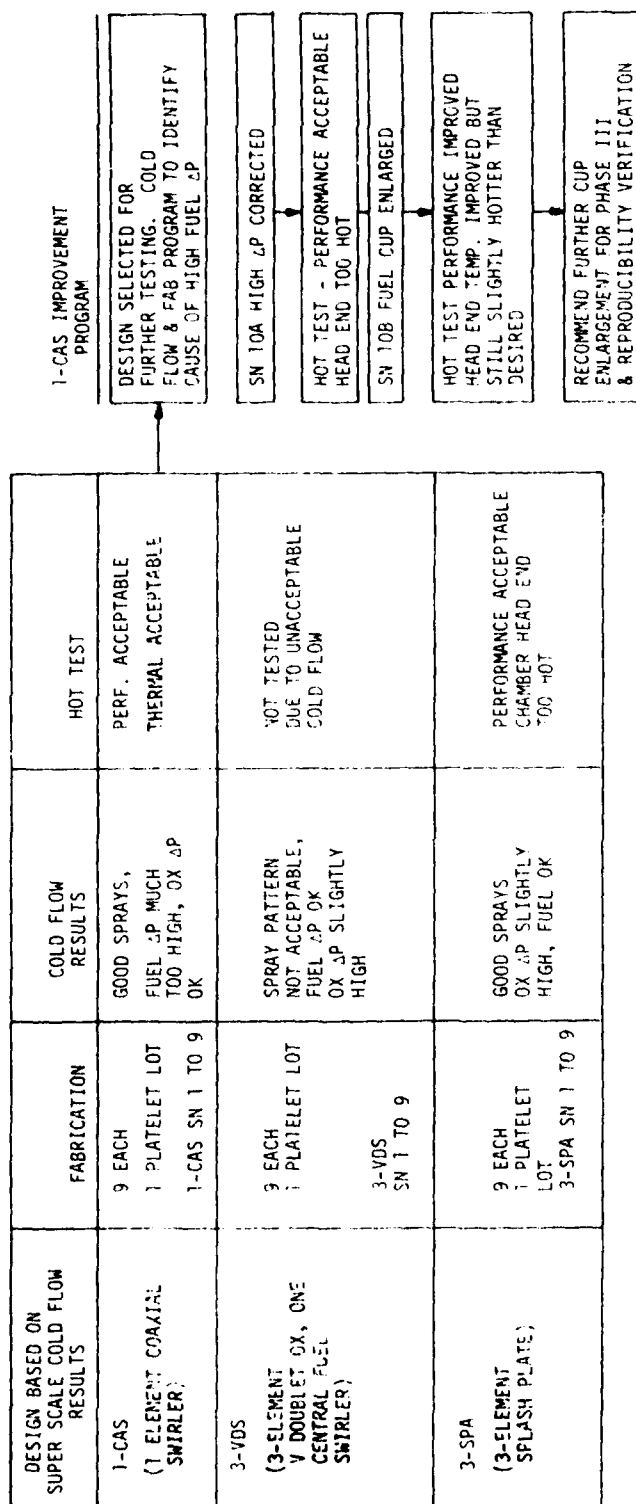 DESIGN BASED ON
SUPER SCALE COLD FLOW
RESULTS
FABRICATION
COLD FLOW
RESULTS
HOT TEST
1-CAS
(1 ELEMENT COAXIAL
SWIRLER)
9 EACH
1 PLATELET LOT
1-CAS SN 1 TO 9
GOOD SPRAYS,
FUEL ΔP MUCH
TOO HIGH, OX ΔP
OK
PERF. ACCEPTABLE
THERMAL ACCEPTABLE
3-VDS
(3-ELEMENT
V DOUBLET OX, ONE
CENTRAL FUEL
SWIRLER)
9 EACH
1 PLATELET LOT
3-VDS
SN 1 TO 9
SPRAY PATTERN
NOT ACCEPTABLE,
FUEL ΔP OK
OX ΔP SLIGHTLY
HIGH
NOT TESTED
DUE TO UNACCEPTABLE
COLD FLOW
3-SPA
(3-ELEMENT
SPLASH PLATE)
9 EACH
1 PLATELET
LOT
3-SPA SN 1 TO 9
GOOD SPRAYS
OX ΔP SLIGHTLY
HIGH, FUEL OK
PERFORMANCE ACCEPTABLE
CHAMBER HEAD END
TOO HOT
1-CAS IMPROVEMENT
PROGRAM
DESIGN SELECTED FOR
FURTHER TESTING. COLD
FLOW & FAB PROGRAM TO IDENTIFY
CAUSE OF HIGH FUEL ΔP
SN 10A HIGH ΔP CORRECTED
HOT TEST - PERFORMANCE ACCEPTABLE
HEAD END TOO HOT
SN 10B FUEL CUP ENLARGED
HOT TEST PERFORMANCE IMPROVED
HEAD END TEMP. IMPROVED BUT
STILL SLIGHTLY HOTTER THAN
DESIRED
RECOMMEND FURTHER CUP
ENLARGEMENT FOR PHASE III
& REPRODUCIBILITY VERIFICATION